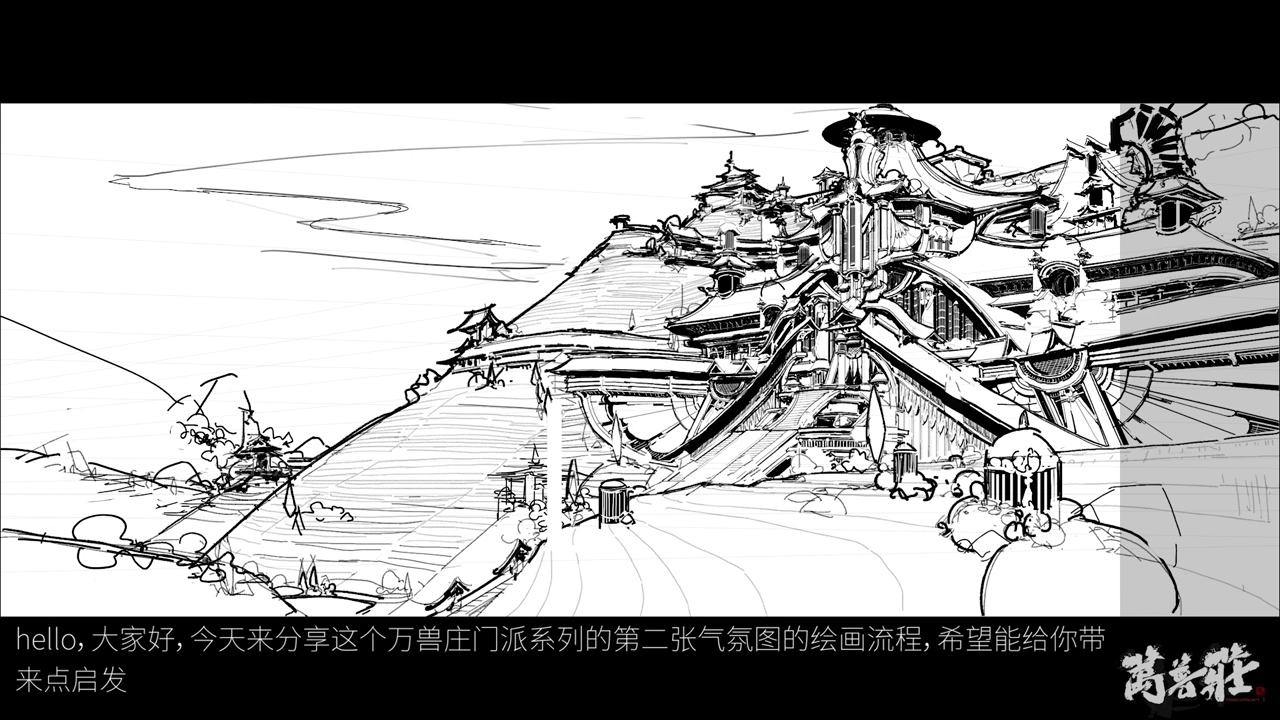 hello, 大家好, 今天来分享这个万兽庄门派系列的第二张气氛图的绘画流程, 希望能给你带
来点启发
萬兽莊